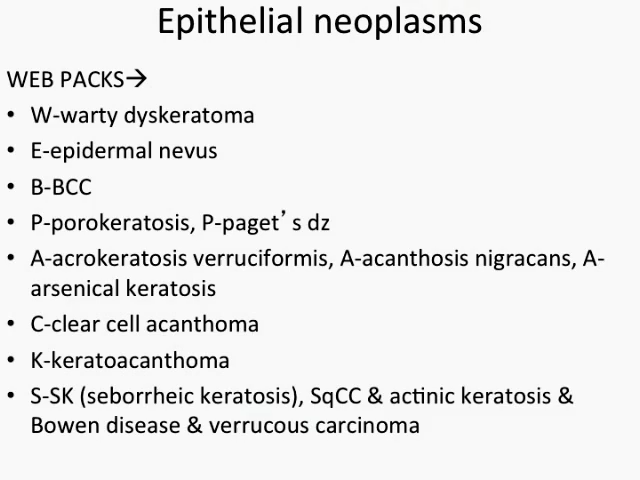 Epithelial neoplasms
WEB PACKS→
• W-warty dyskeratoma
• E-epidermal nevus
• B-BCC
• P-porokeratosis, P-paget’s dz
• A-acrokeratosis verruciformis, A-acanthosis nigracans, A-
arsenical keratosis
• C-clear cell acanthoma
• K-keratoacanthoma
• S-SK (seborrheic keratosis), SqCC & actinic keratosis &
Bowen disease & verrucous carcinoma